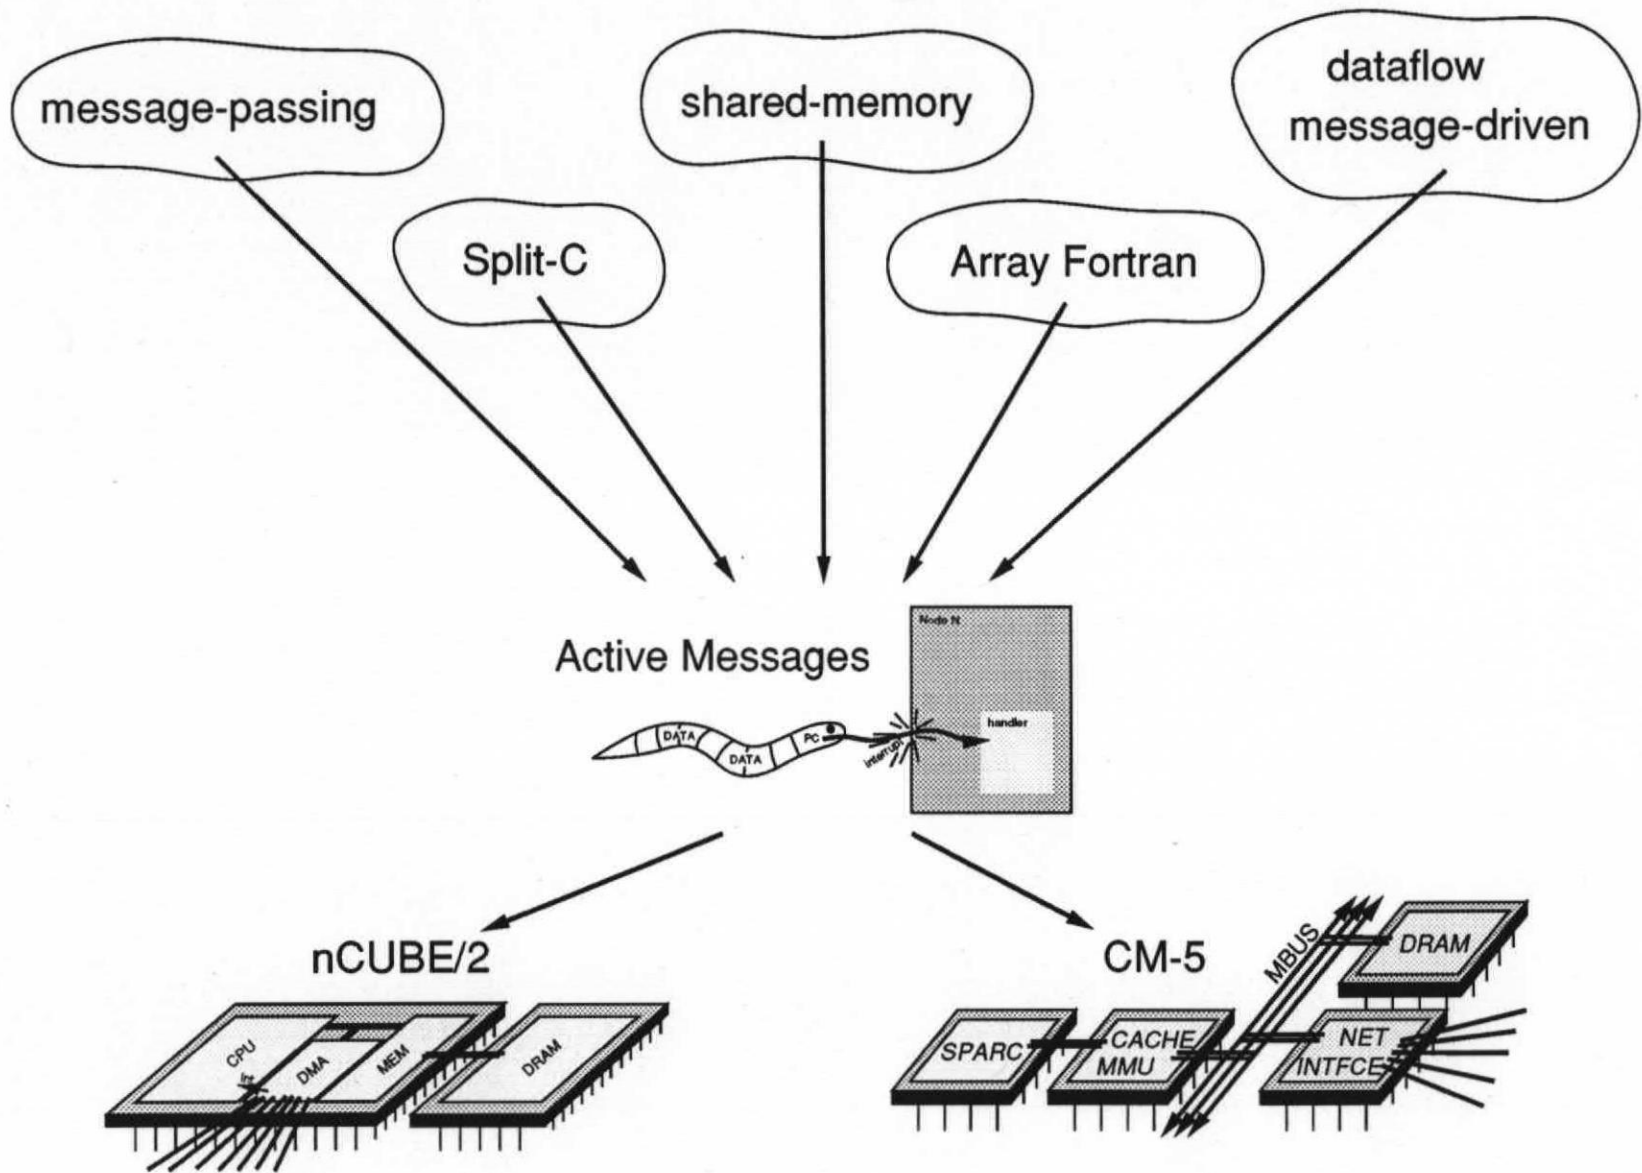 message-passing
shared-memory
dataflow
message-driven
Split-C
Array Fortran
Active Messages
Node N
handler
DATA
DATA
PC
interrupt
nCUBE/2
CM-5
MBUS
DRAM
CPU
DMA
MEM
DRAM
SPARC
CACHE
MMU
NET
INTFCE